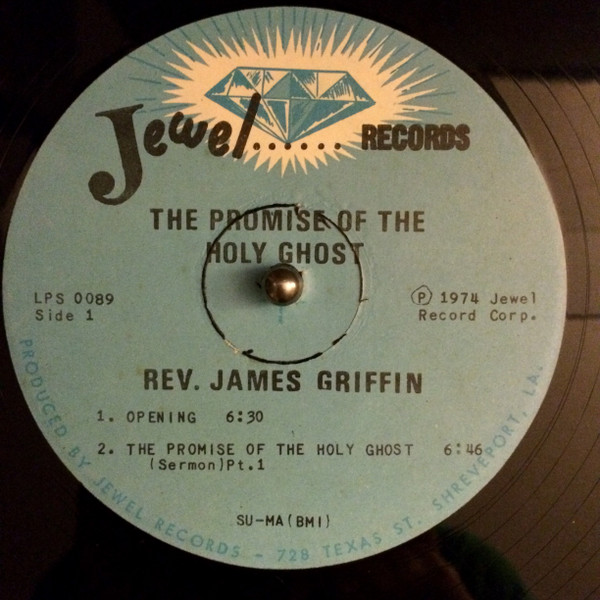 Jewel...... RECORDS
THE PROMISE OF THE
HOLY GHOST
LPS 0089
Side 1
Ⓟ 1974 Jewel
Record Corp.
REV. JAMES GRIFFIN
1. OPENING 6:30
2. THE PROMISE OF THE HOLY GHOST 6:46
(Sermon)Pt.1
SU-MA(BMI)
PRODUCED BY JEWEL RECORDS - 728 TEXAS ST. SHREVEPORT, LA.